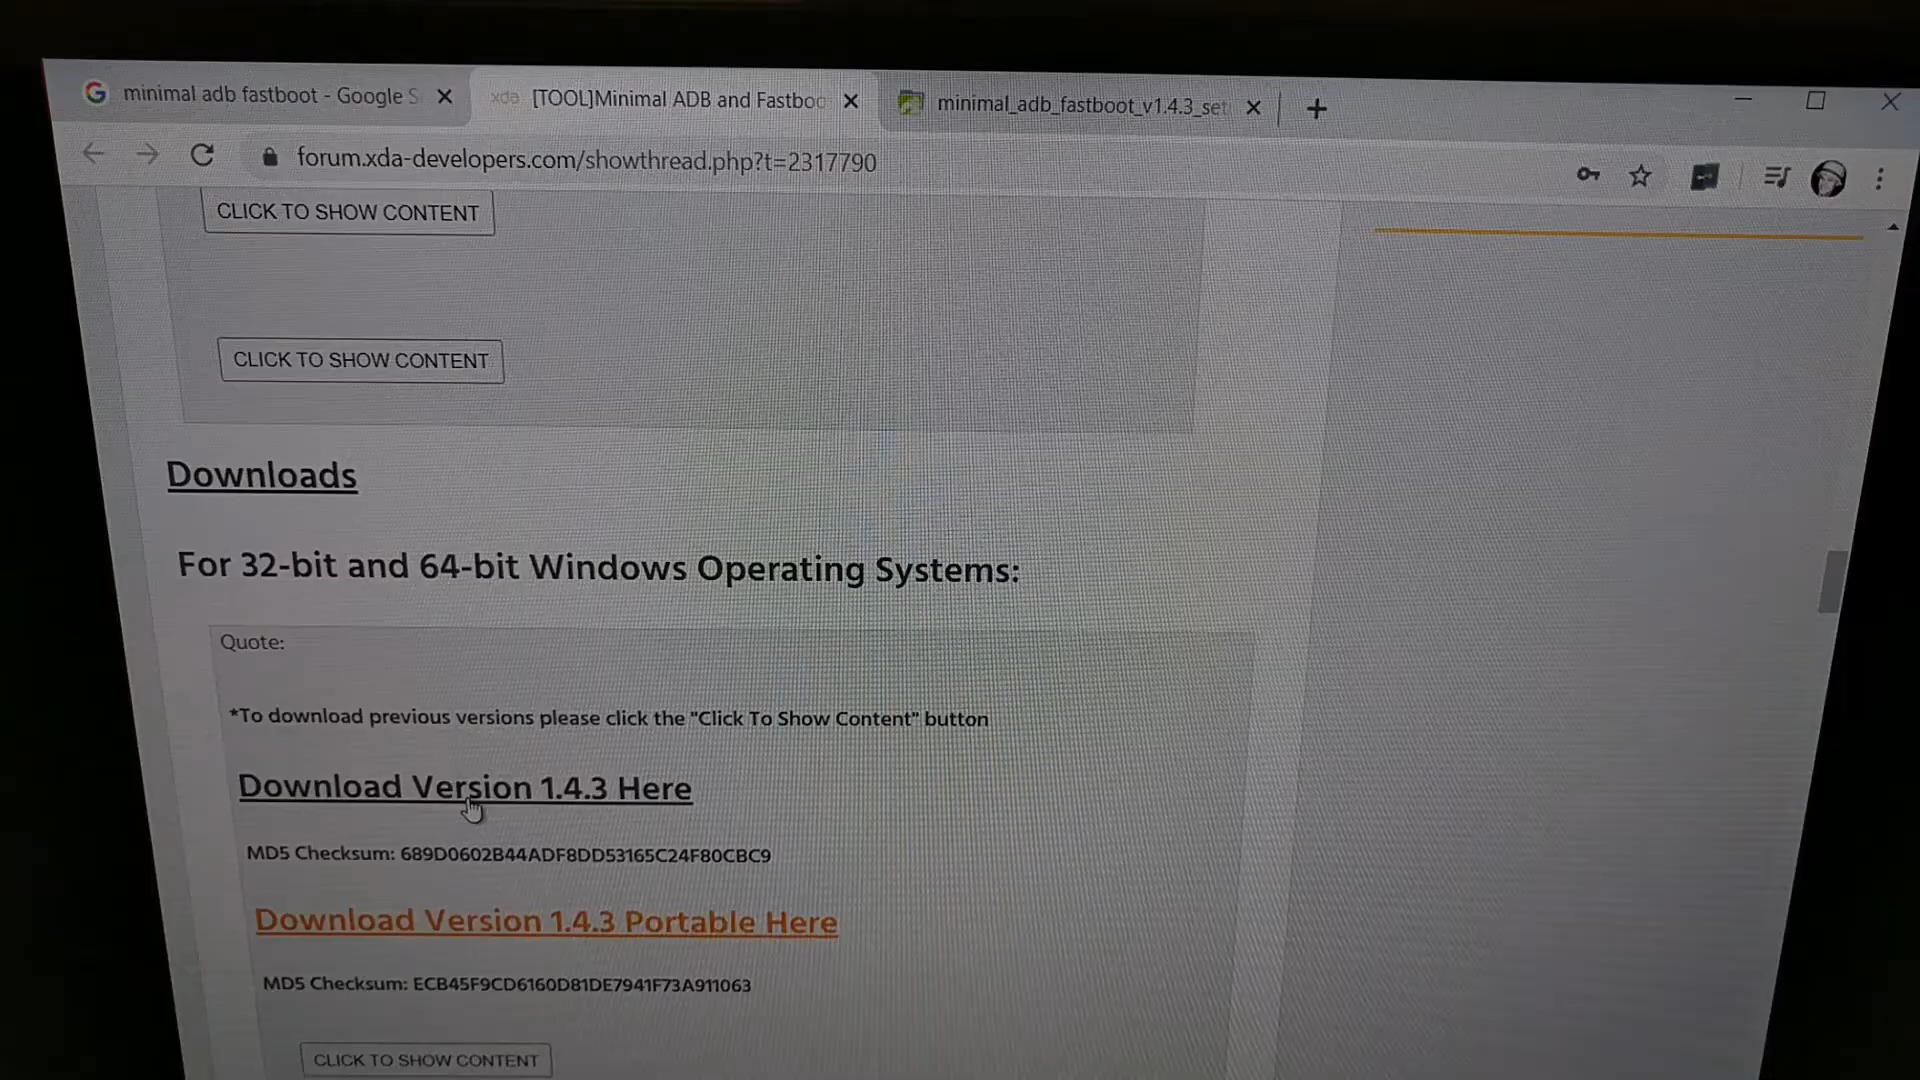 minimal adb fastboot - Google S
xda [TOOL]Minimal ADB and Fastboo
minimal_adb_fastboot_v1.4.3_set
forum.xda-developers.com/showthread.php?t=2317790
CLICK TO SHOW CONTENT
CLICK TO SHOW CONTENT
Downloads
For 32-bit and 64-bit Windows Operating Systems:
Quote:
*To download previous versions please click the "Click To Show Content" button
Download Version 1.4.3 Here
MD5 Checksum: 689D0602B44ADF8DD53165C24F80CBC9
Download Version 1.4.3 Portable Here
MD5 Checksum: ECB45F9CD6160D81DE7941F73A911063
CLICK TO SHOW CONTENT